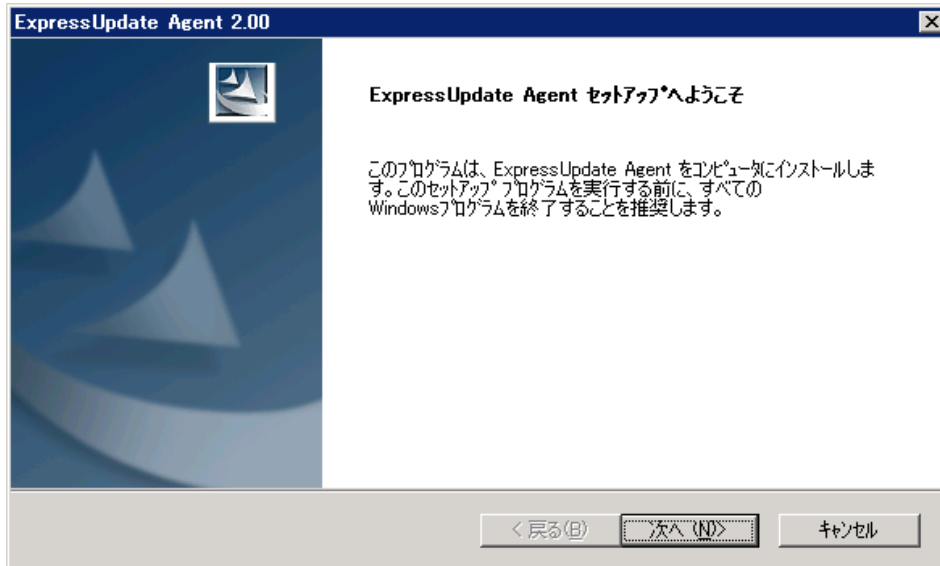 ExpressUpdate Agent 2.00
ExpressUpdate Agent ｾｯﾄｱｯﾌﾟへようこそ
このﾌﾟﾛｸﾞﾗﾑは、ExpressUpdate Agent をｺﾝﾋﾟｭｰﾀにｲﾝｽﾄｰﾙしま
す。このｾｯﾄｱｯﾌﾟ ﾌﾟﾛｸﾞﾗﾑを実行する前に、すべての
Windowsﾌﾟﾛｸﾞﾗﾑを終了することを推奨します。
< 戻る(B)
次へ (N)>
ｷｬﾝｾﾙ